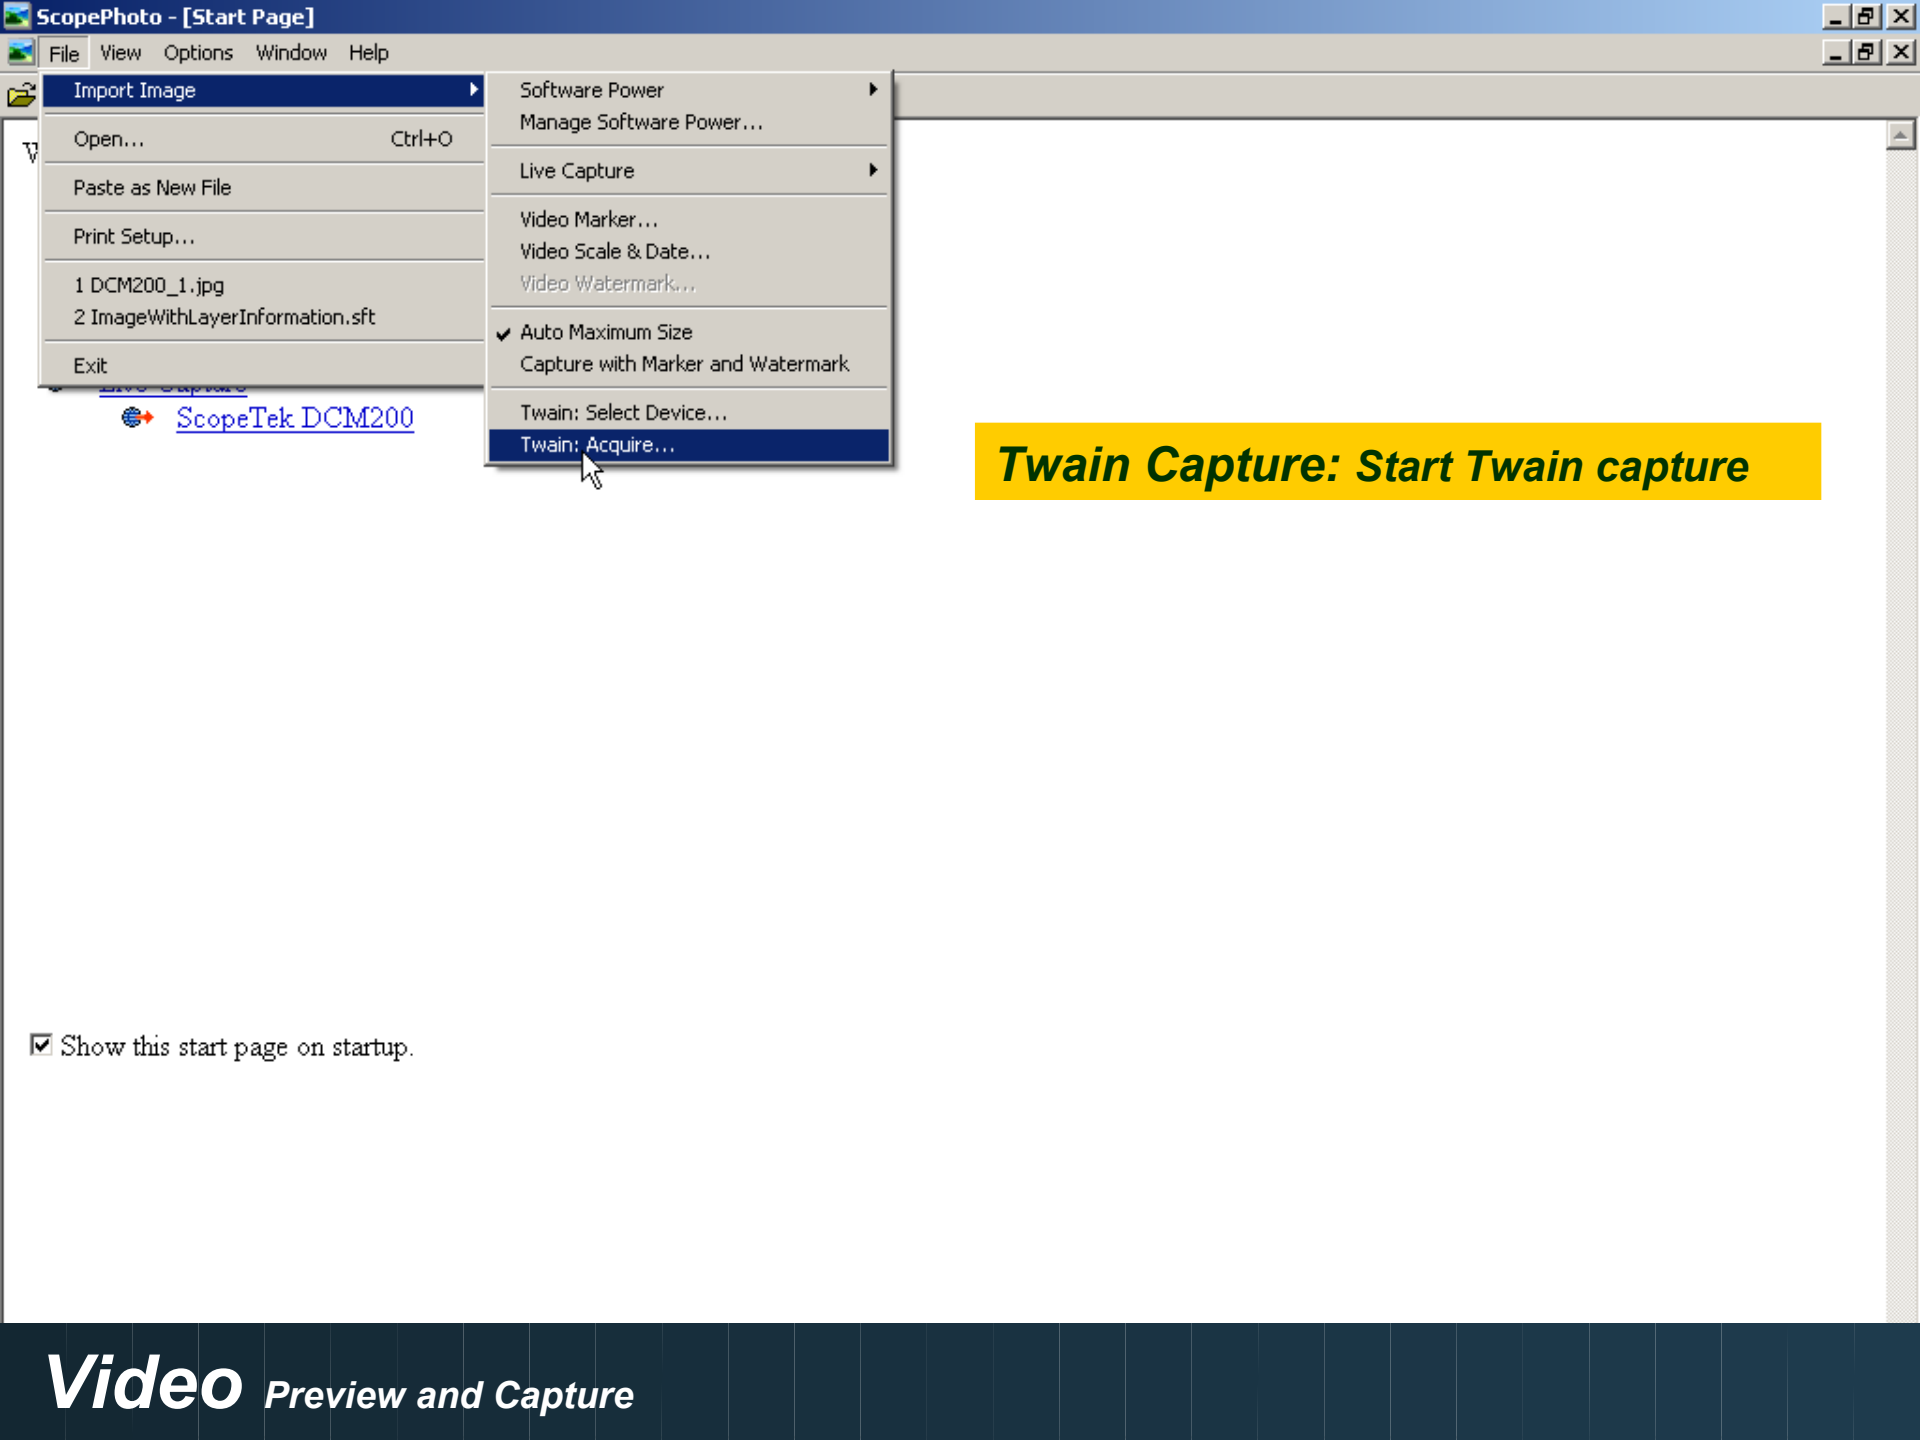 ScopePhoto - [Start Page]
File View Options Window Help
Import Image
Open... Ctrl+O
Paste as New File
Print Setup...
1 DCM200_1.jpg
2 ImageWithLayerInformation.sft
Exit
Software Power
Manage Software Power...
Live Capture
Video Marker...
Video Scale & Date...
Video Watermark...
Auto Maximum Size
Capture with Marker and Watermark
Twain: Select Device...
Twain: Acquire...
Live Capture
ScopeTek DCM200
Twain Capture: Start Twain capture
Show this start page on startup.
Video Preview and Capture